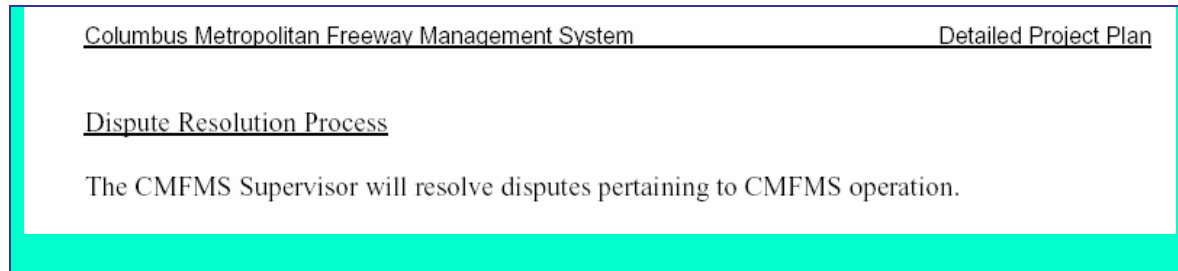 Columbus Metropolitan Freeway Management System Detailed Project Plan
Dispute Resolution Process
The CMFMS Supervisor will resolve disputes pertaining to CMFMS operation.